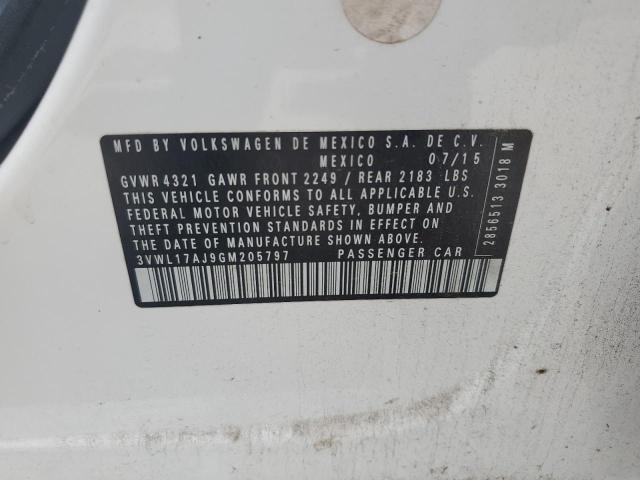 MFD BY VOLKSWAGEN DE MEXICO S.A. DE C.V.
MEXICO 07/15
GVWR 4321 GAWR FRONT 2249 / REAR 2183 LBS
THIS VEHICLE CONFORMS TO ALL APPLICABLE U.S.
FEDERAL MOTOR VEHICLE SAFETY, BUMPER AND
THEFT PREVENTION STANDARDS IN EFFECT ON
THE DATE OF MANUFACTURE SHOWN ABOVE.
3VWL17AJ9GM205797 PASSENGER CAR
2856513 3018 M